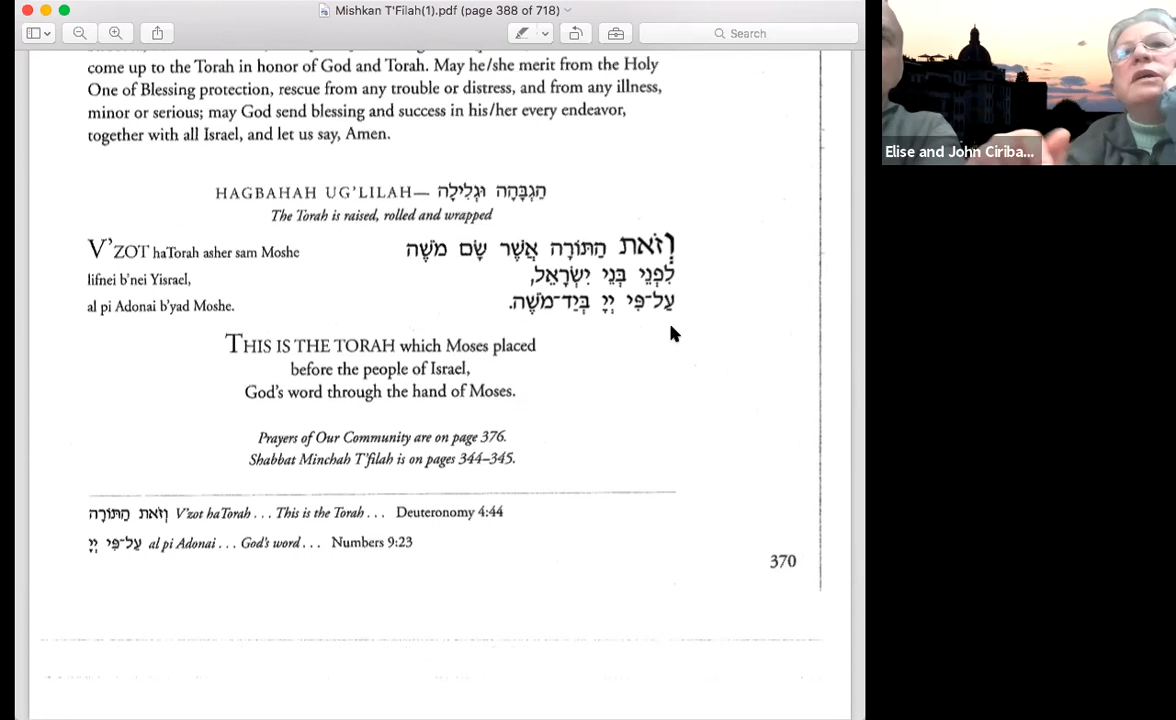 Mishkan T'Filah(1).pdf (page 388 of 718)
Search
come up to the Torah in honor of God and Torah. May he/she merit from the Holy
One of Blessing protection, rescue from any trouble or distress, and from any illness,
minor or serious; may God send blessing and success in his/her every endeavor,
together with all Israel, and let us say, Amen.
HAGBAHAH UG'LILAH— הַגְבָּהָה וּגְלִילָה
The Torah is raised, rolled and wrapped
V'ZOT haTorah asher sam Moshe
lifnei b'nei Yisrael,
al pi Adonai b'yad Moshe.
וְזֹאת הַתּוֹרָה אֲשֶׁר שָׂם מֹשֶׁה
לִפְנֵי בְּנֵי יִשְׂרָאֵל,
עַל־פִּי יְיָ בְּיַד־מֹשֶׁה.
THIS IS THE TORAH which Moses placed
before the people of Israel,
God's word through the hand of Moses.
Prayers of Our Community are on page 376.
Shabbat Minchah T'filah is on pages 344–345.
וְזֹאת הַתּוֹרָה V'zot haTorah . . . This is the Torah . . . Deuteronomy 4:44
עַל־פִּי יְיָ al pi Adonai . . . God's word . . . Numbers 9:23
370
Elise and John Ciriba...